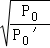 √(P₀ / P₀′)